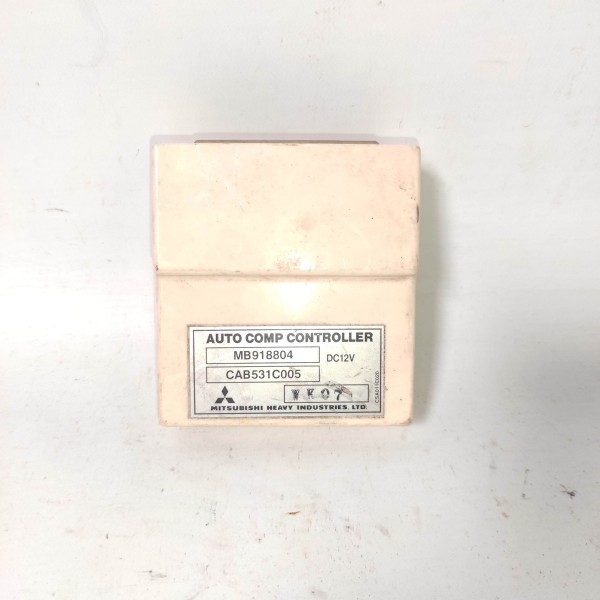 AUTO COMP CONTROLLER
MB918804 DC12V
CAB531C005
WK07
MITSUBISHI HEAVY INDUSTRIES, LTD.